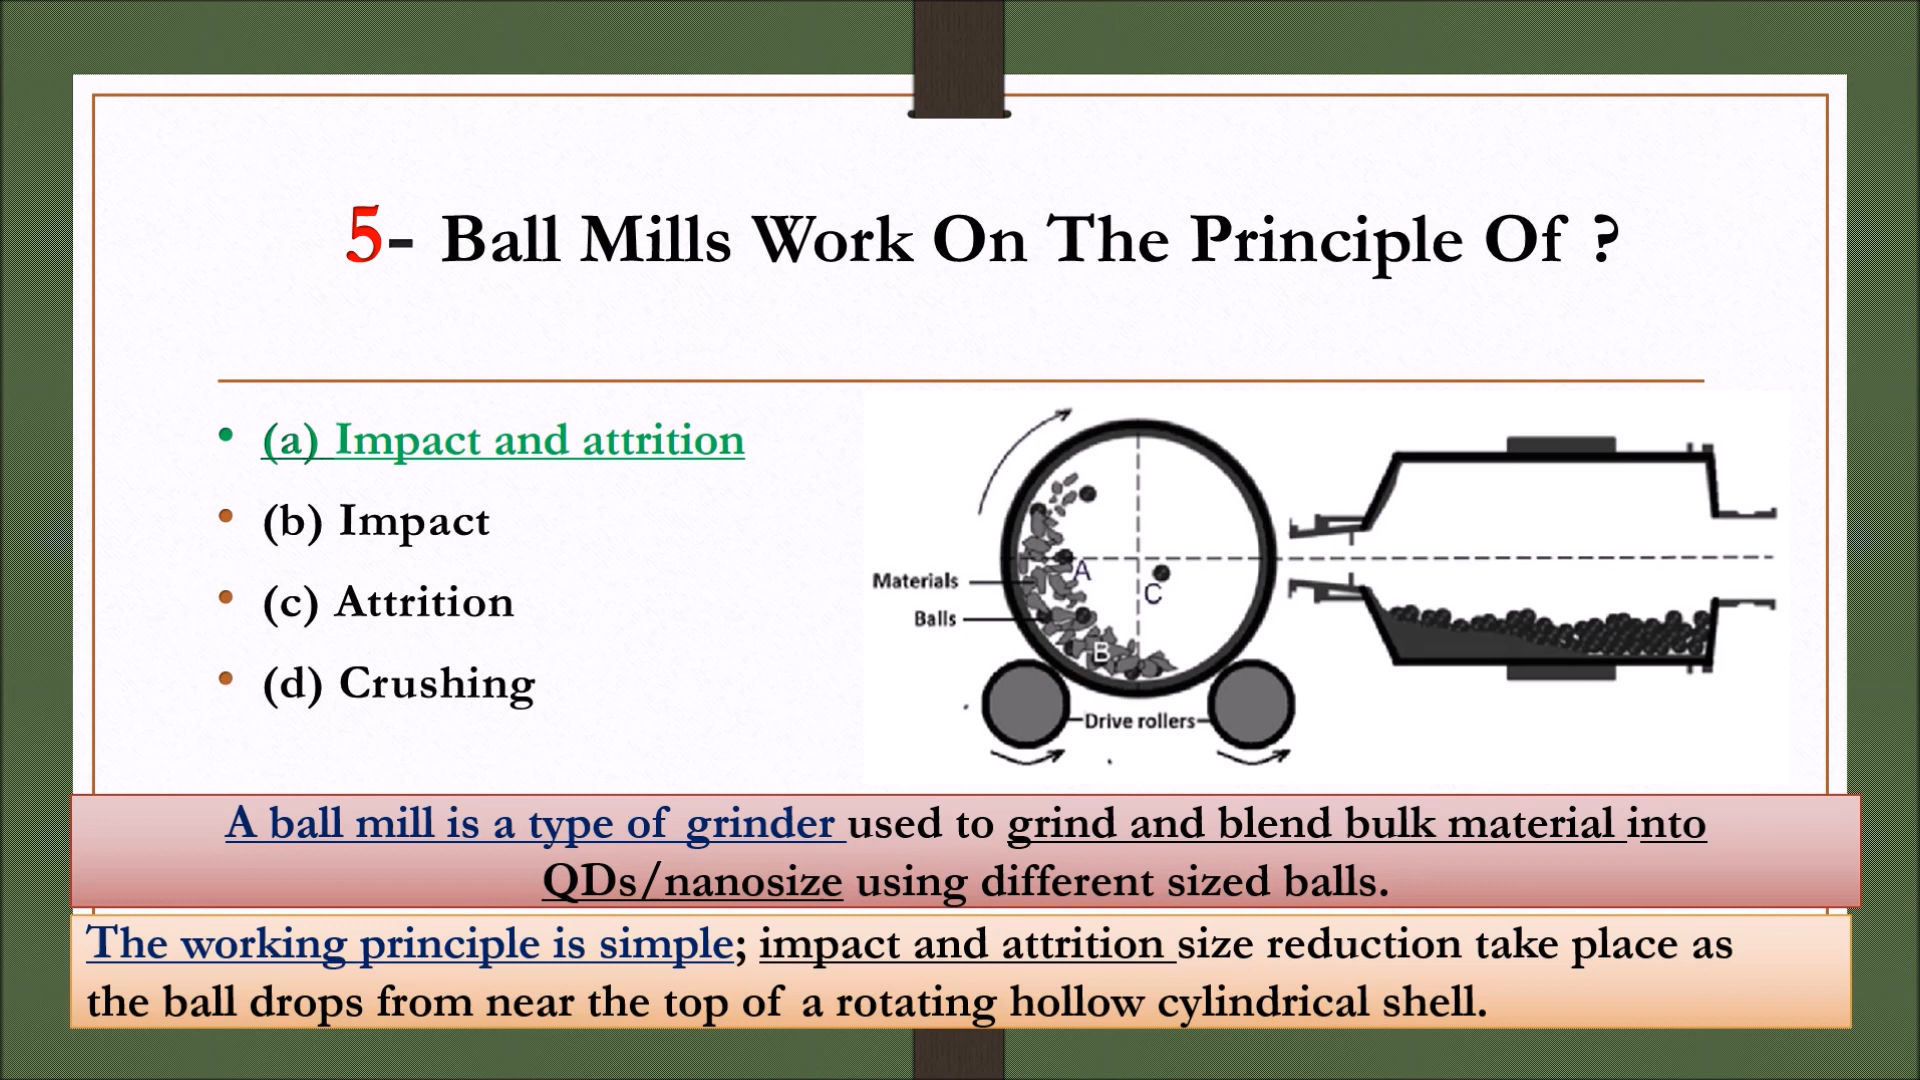 5- Ball Mills Work On The Principle Of ?
• (a) Impact and attrition
• (b) Impact
• (c) Attrition
• (d) Crushing
Materials
Balls
A
C
B
Drive rollers
A ball mill is a type of grinder used to grind and blend bulk material into
QDs/nanosize using different sized balls.
The working principle is simple; impact and attrition size reduction take place as
the ball drops from near the top of a rotating hollow cylindrical shell.